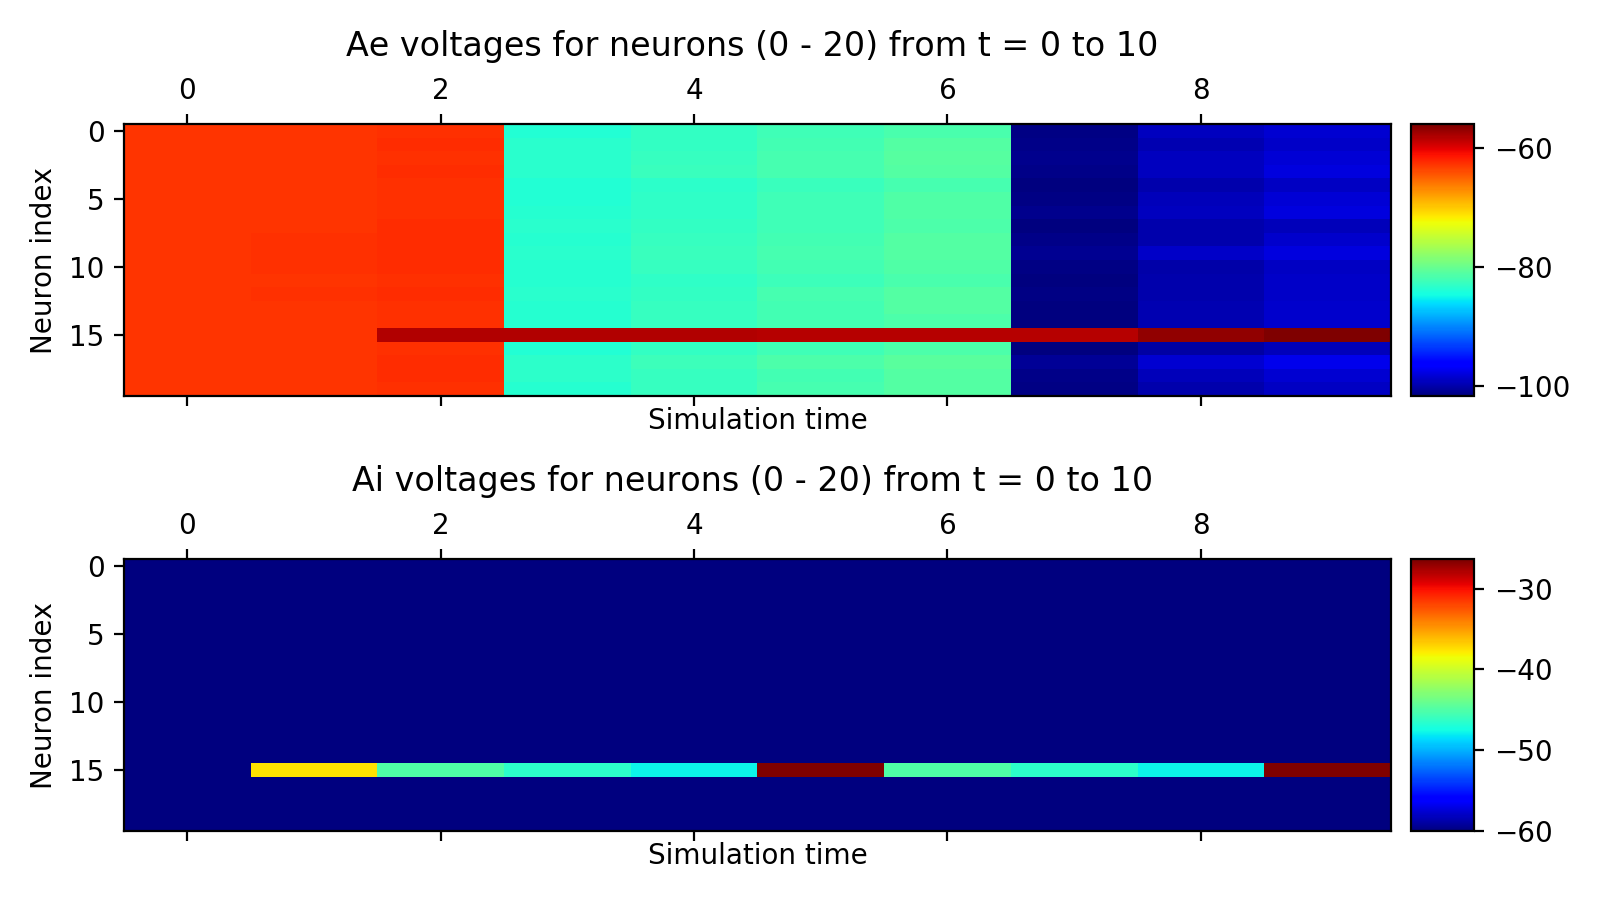 Ae voltages for neurons (0 - 20) from t = 0 to 10
0 2 4 6 8
Neuron index
0
5
10
15
−60
−80
−100
Simulation time
Ai voltages for neurons (0 - 20) from t = 0 to 10
0 2 4 6 8
Neuron index
0
5
10
15
−30
−40
−50
−60
Simulation time